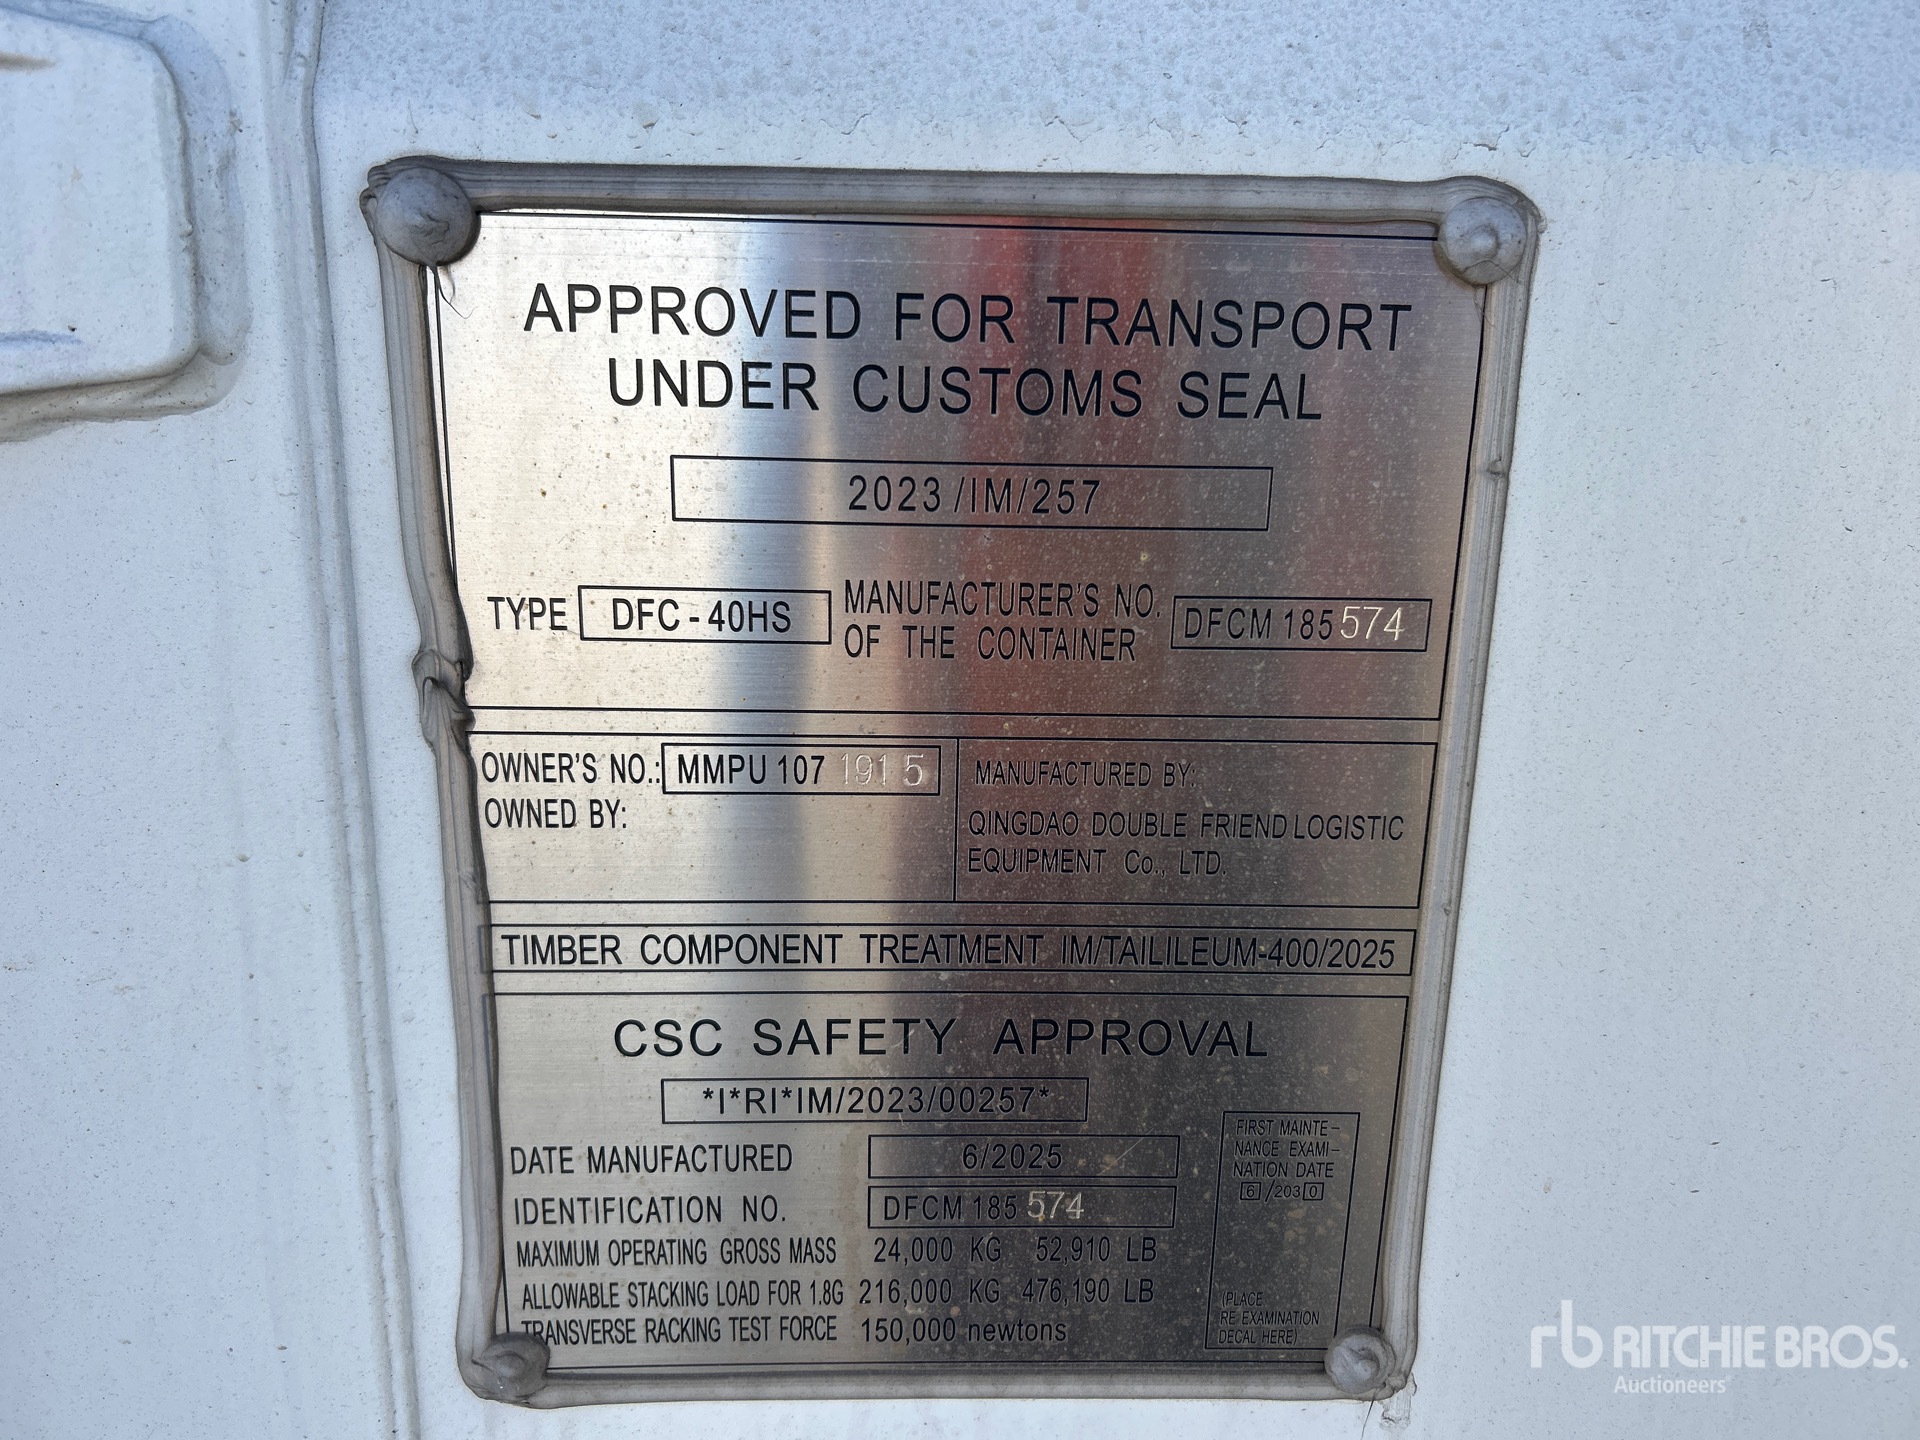 APPROVED FOR TRANSPORT
UNDER CUSTOMS SEAL
2023/IM/257
TYPE DFC-40HS
MANUFACTURER'S NO.
OF THE CONTAINER
DFCM 185574
OWNER'S NO.: MMPU 107 1915
OWNED BY:
MANUFACTURED BY:
QINGDAO DOUBLE FRIEND LOGISTIC
EQUIPMENT Co., LTD.
TIMBER COMPONENT TREATMENT IM/TAILILEUM-400/2025
CSC SAFETY APPROVAL
*I*RI*IM/2023/00257*
DATE MANUFACTURED 6/2025
IDENTIFICATION NO. DFCM 185574
MAXIMUM OPERATING GROSS MASS 24,000 KG 52,910 LB
ALLOWABLE STACKING LOAD FOR 1.8G 216,000 KG 476,190 LB
TRANSVERSE RACKING TEST FORCE 150,000 newtons
FIRST MAINTE-
NANCE EXAMI-
NATION DATE
6/2030
(PLACE
RE-EXAMINATION
DECAL HERE)
rb RITCHIE BROS.
Auctioneers